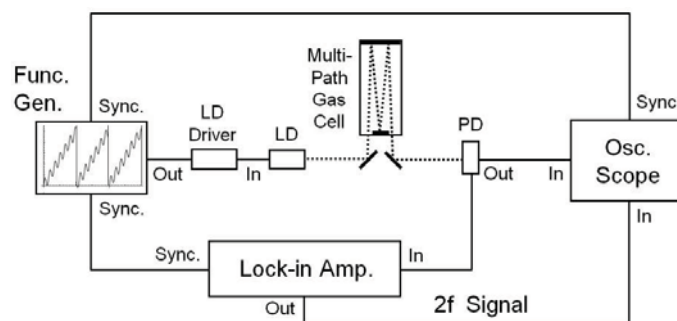 Func.
Gen.
Sync.
LD
Driver
LD
Multi-
Path
Gas
Cell
PD
Sync.
Osc.
Scope
Out
In
Out
In
Sync.
In
Sync.
Lock-in Amp.
In
Out
2f Signal